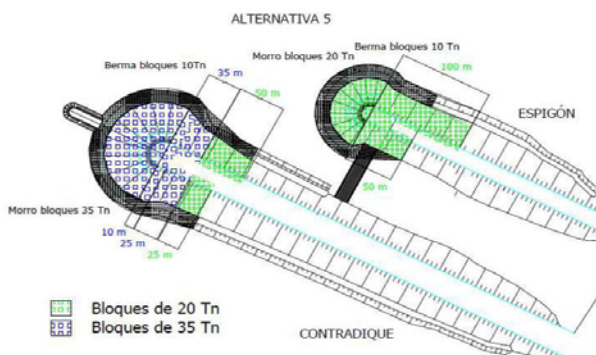 ALTERNATIVA 5
Berma bloques 10Tn
35 m
50 m
Morro bloques 20 Tn
Berma bloques 10 Tn
100 m
ESPIGÓN
50 m
Morro bloques 35 Tn
10 m
25 m
25 m
Bloques de 20 Tn
Bloques de 35 Tn
CONTRADIQUE